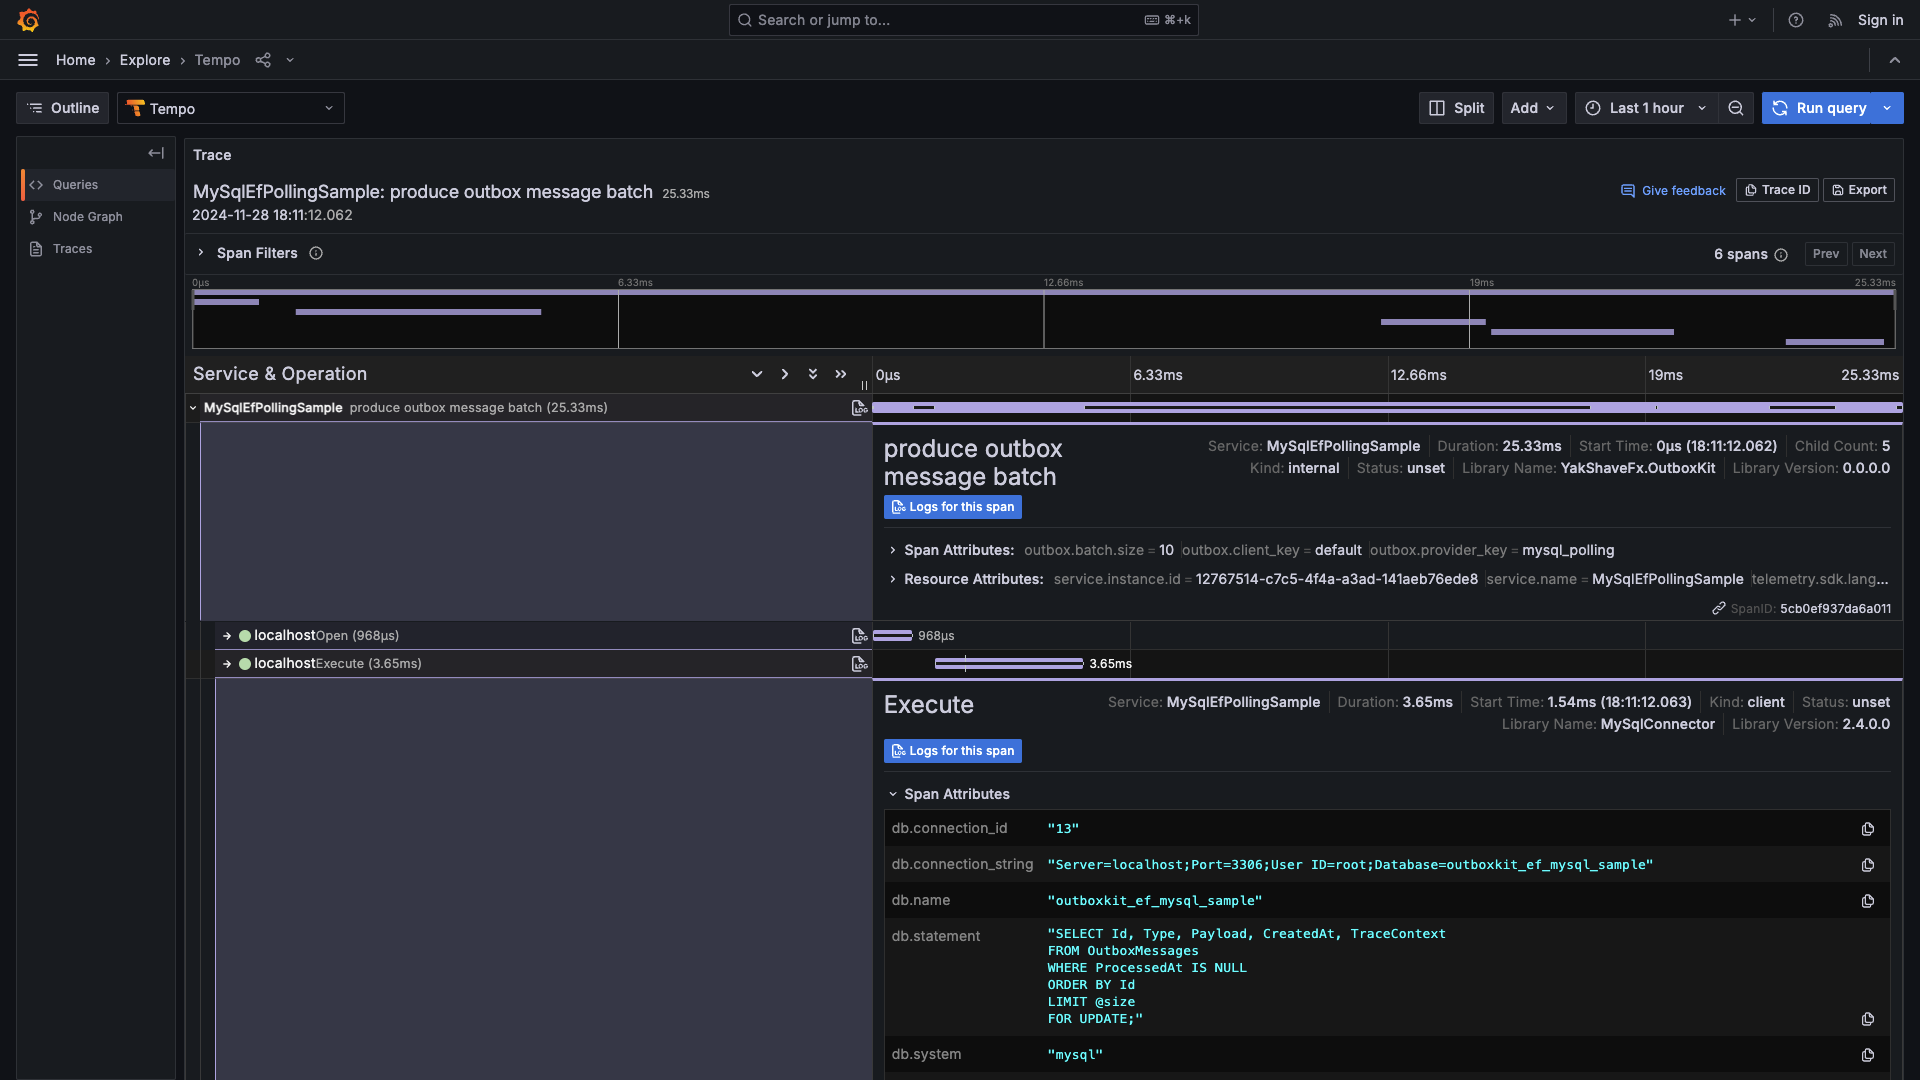 Search or jump to...
⌘+k
Sign in
Home › Explore › Tempo
Outline
Tempo
Split
Add
Last 1 hour
Run query
Queries
Node Graph
Traces
Trace
MySqlEfPollingSample: produce outbox message batch 25.33ms
2024-11-28 18:11:12.062
Give feedback
Trace ID
Export
Span Filters
6 spans
Prev
Next
0μs 6.33ms 12.66ms 19ms 25.33ms
Service & Operation
0μs 6.33ms 12.66ms 19ms 25.33ms
MySqlEfPollingSample produce outbox message batch (25.33ms)
LOG
produce outbox
message batch
Service: MySqlEfPollingSample Duration: 25.33ms Start Time: 0μs (18:11:12.062) Child Count: 5
Kind: internal Status: unset Library Name: YakShaveFx.OutboxKit Library Version: 0.0.0.0
LOG Logs for this span
Span Attributes: outbox.batch.size = 10 outbox.client_key = default outbox.provider_key = mysql_polling
Resource Attributes: service.instance.id = 12767514-c7c5-4f4a-a3ad-141aeb76ede8 service.name = MySqlEfPollingSample telemetry.sdk.lang...
SpanID: 5cb0ef937da6a011
localhostOpen (968μs)
LOG
968μs
localhostExecute (3.65ms)
LOG
3.65ms
Execute
Service: MySqlEfPollingSample Duration: 3.65ms Start Time: 1.54ms (18:11:12.063) Kind: client Status: unset
Library Name: MySqlConnector Library Version: 2.4.0.0
LOG Logs for this span
Span Attributes
db.connection_id "13"
db.connection_string "Server=localhost;Port=3306;User ID=root;Database=outboxkit_ef_mysql_sample"
db.name "outboxkit_ef_mysql_sample"
db.statement "SELECT Id, Type, Payload, CreatedAt, TraceContext
FROM OutboxMessages
WHERE ProcessedAt IS NULL
ORDER BY Id
LIMIT @size
FOR UPDATE;"
db.system "mysql"